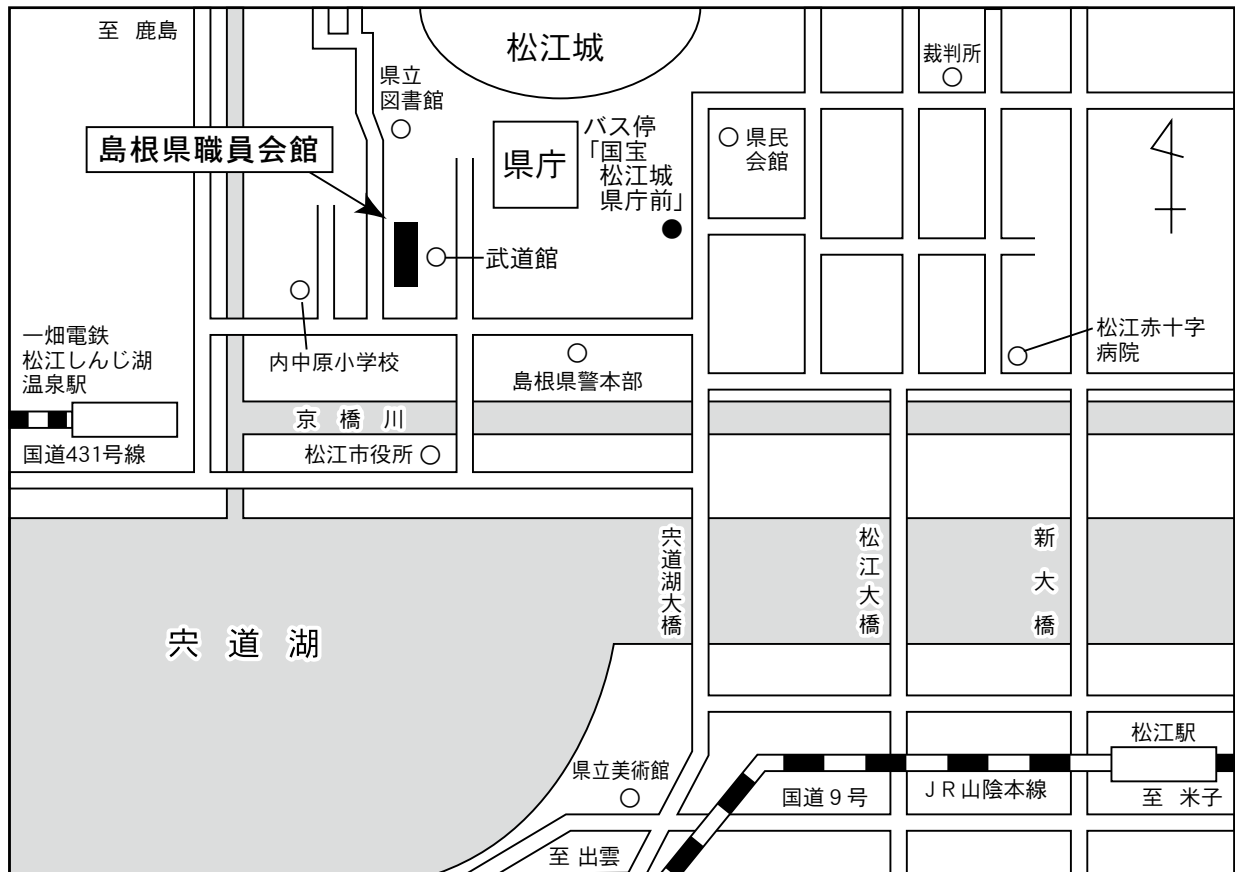 至 鹿島
松江城
裁判所
県立
図書館
島根県職員会館
県庁
バス停
「国宝
松江城
県庁前」
県民
会館
武道館
一畑電鉄
松江しんじ湖
温泉駅
内中原小学校
島根県警本部
松江赤十字
病院
京橋川
国道431号線
松江市役所
宍道湖大橋
松江大橋
新大橋
宍道湖
松江駅
県立美術館
国道9号
JR山陰本線
至 米子
至 出雲